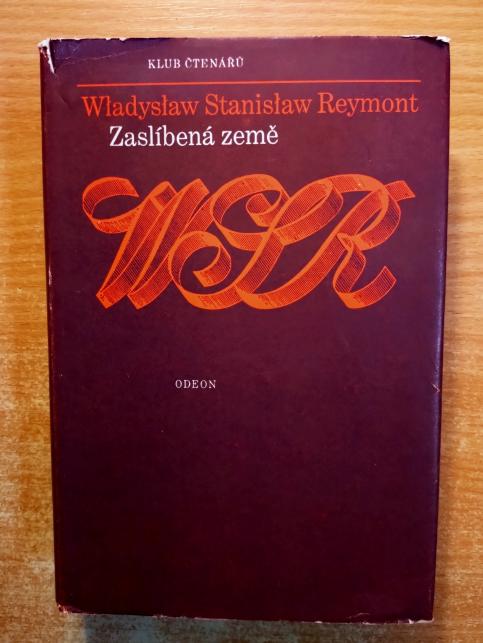 KLUB ČTENÁŘŮ
Władysław Stanisław Reymont
Zaslíbená země
WSR
ODEON